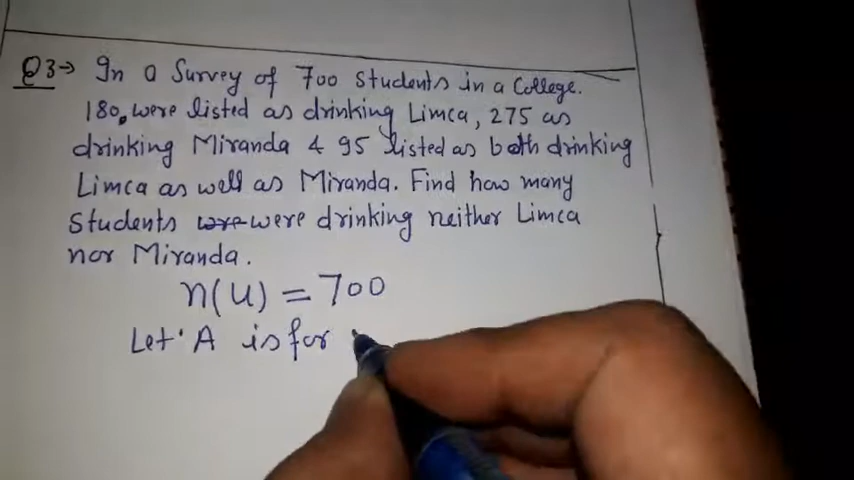 Q3→ In a Survey of 700 Students in a College.
180, were listed as drinking Limca, 275 as
drinking Miranda & 95 listed as both drinking
Limca as well as Miranda. Find how many
Students were were drinking neither Limca
nor Miranda.
n(U) = 700
Let A is for